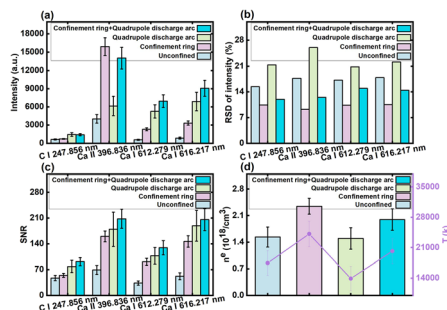 (a)
Confinement ring+Quadrupole discharge arc
Quadrupole discharge arc
Confinement ring
Unconfined
Intensity (a.u.)
18000
15000
12000
9000
6000
3000
0
C I 247.856 nm
Ca II 396.836 nm
Ca I 612.279 nm
Ca I 616.217 nm
(b)
Confinement ring+Quadrupole discharge arc
Quadrupole discharge arc
Confinement ring
Unconfined
RSD of intensity (%)
30
20
10
0
C I 247.856 nm
Ca II 396.836 nm
Ca I 612.279 nm
Ca I 616.217 nm
(c)
Confinement ring+Quadrupole discharge arc
Quadrupole discharge arc
Confinement ring
Unconfined
SNR
280
210
140
70
0
C I 247.856 nm
Ca II 396.836 nm
Ca I 612.279 nm
Ca I 616.217 nm
(d)
Confinement ring+Quadrupole discharge arc
Quadrupole discharge arc
Confinement ring
Unconfined
nᵉ (10¹⁸/cm³)
2.8
2.1
1.4
0.7
0.0
35000
28000
21000
14000
T (k)